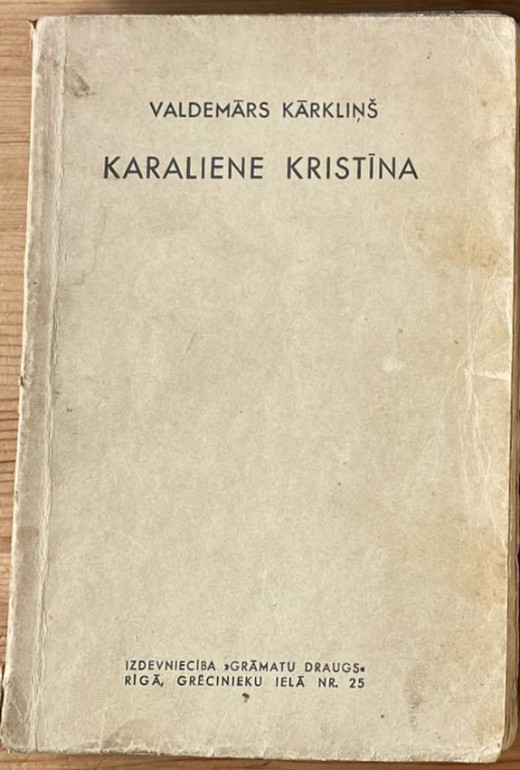 VALDEMĀRS KĀRKLIŅŠ
KARALIENE KRISTĪNA
IZDEVNIECĪBA »GRĀMATU DRAUGS«
RĪGĀ, GRĒCINIEKU IELĀ NR. 25